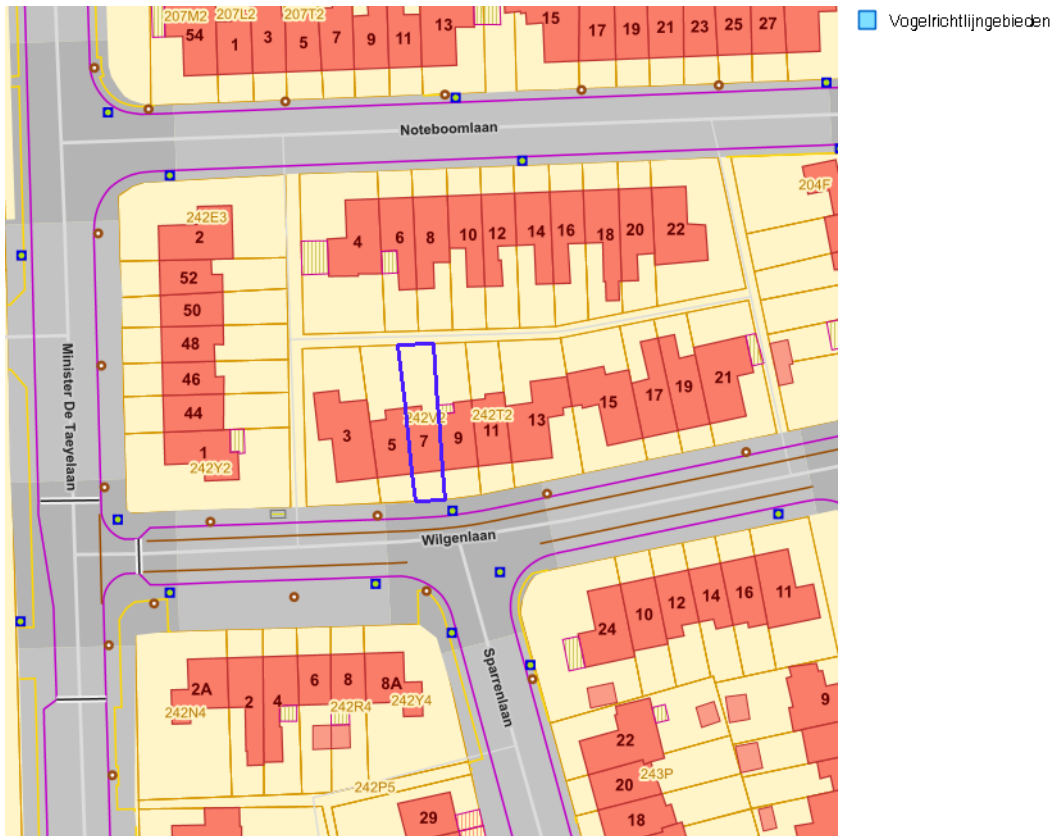 207M2 207L2 207T2
54 1 3 5 7 9 11 13 15 17 19 21 23 25 27
Vogelrichtlijngebieden
Noteboomlaan
204F
242E3
2
4 6 8 10 12 14 16 18 20 22
52
50
48
46
44
1
242Y2
Minister De Taeyelaan
242V2 242T2
3 5 7 9 11 13 15 17 19 21
Wilgenlaan
24 10 12 14 16 11
Sparrenlaan
2A 2 4 6 8 8A
242N4 242R4 242Y4
9
22
243P
20
18
242P5
29